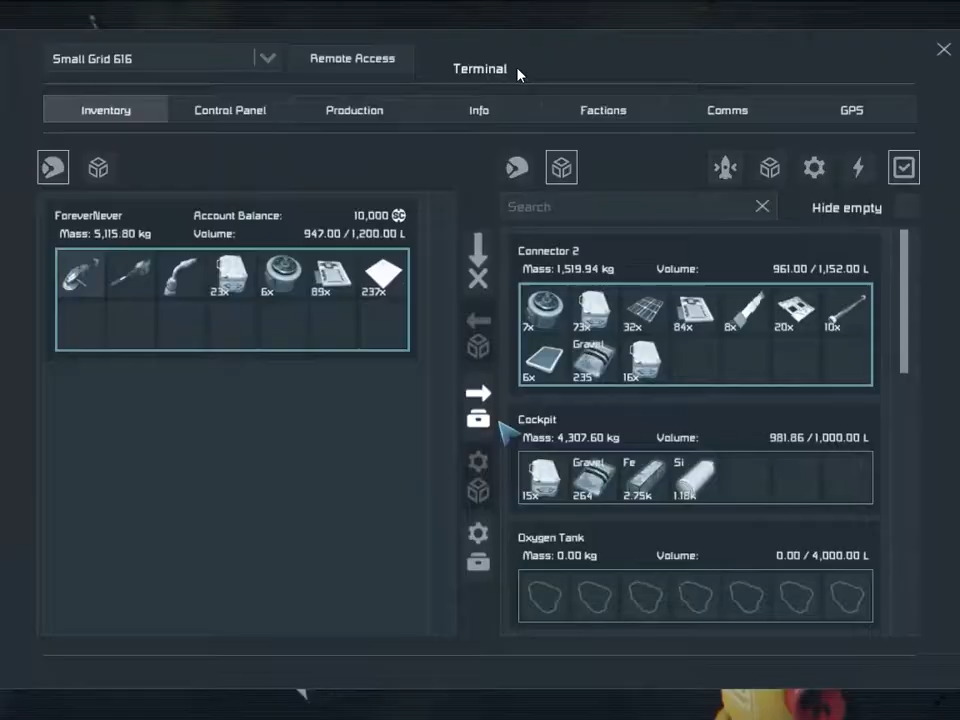 Small Grid 616
Remote Access
Terminal
Inventory
Control Panel
Production
Info
Factions
Comms
GPS
Search
Hide empty
ForeverNever
Account Balance:
10,000 SC
Mass: 5,115.80 kg
Volume:
947.00 / 1,200.00 L
23x
6x
89x
237x
Connector 2
Mass: 1,519.94 kg
Volume:
961.00 / 1,152.00 L
7x
73x
32x
84x
8x
20x
10x
Gravel
6x
235
16x
Cockpit
Mass: 4,307.60 kg
Volume:
981.86 / 1,000.00 L
Gravel
Fe
Si
15x
264
2.75k
1.18k
Oxygen Tank
Mass: 0.00 kg
Volume:
0.00 / 4,000.00 L